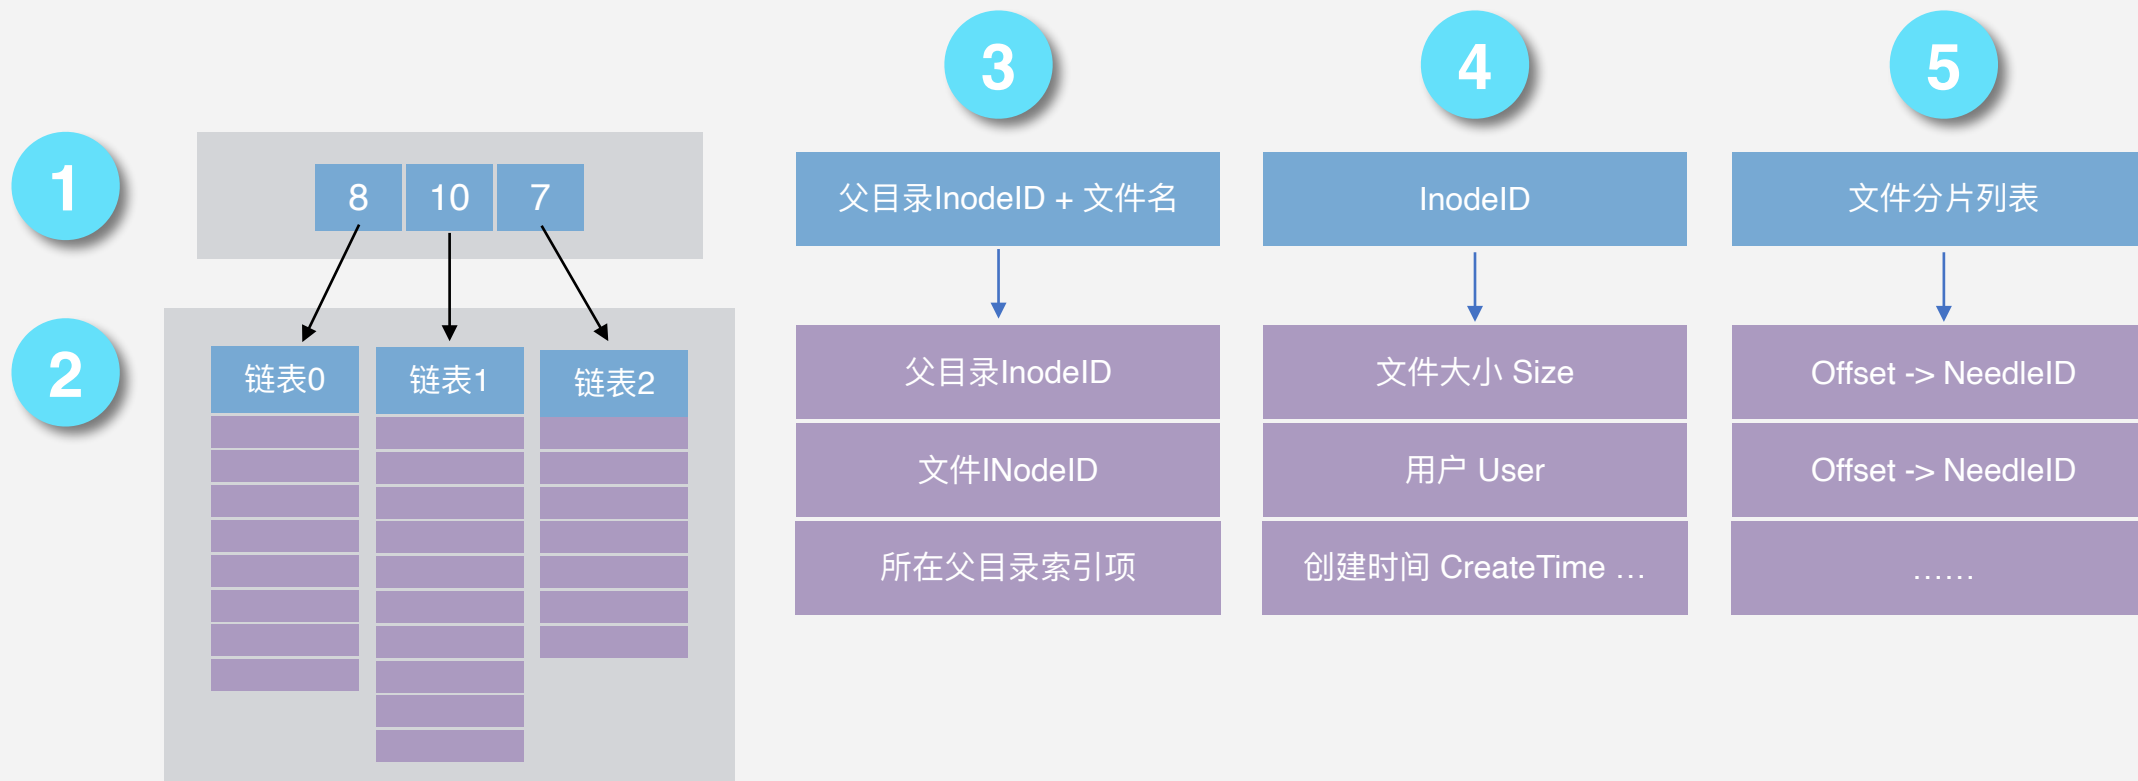 1
8
10
7
2
链表0
链表1
链表2
3
父目录InodeID + 文件名
父目录InodeID
文件INodeID
所在父目录索引项
4
InodeID
文件大小 Size
用户 User
创建时间 CreateTime ...
5
文件分片列表
Offset -> NeedleID
Offset -> NeedleID
......